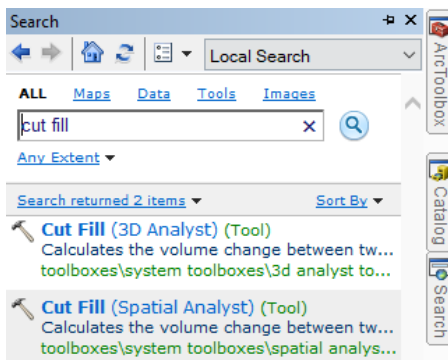 Search
Local Search
ALL Maps Data Tools Images
cut fill
Any Extent
Search returned 2 items Sort By
Cut Fill (3D Analyst) (Tool)
Calculates the volume change between tw...
toolboxes\system toolboxes\3d analyst to...
Cut Fill (Spatial Analyst) (Tool)
Calculates the volume change between tw...
toolboxes\system toolboxes\spatial analys...
ArcToolbox
Catalog
Search